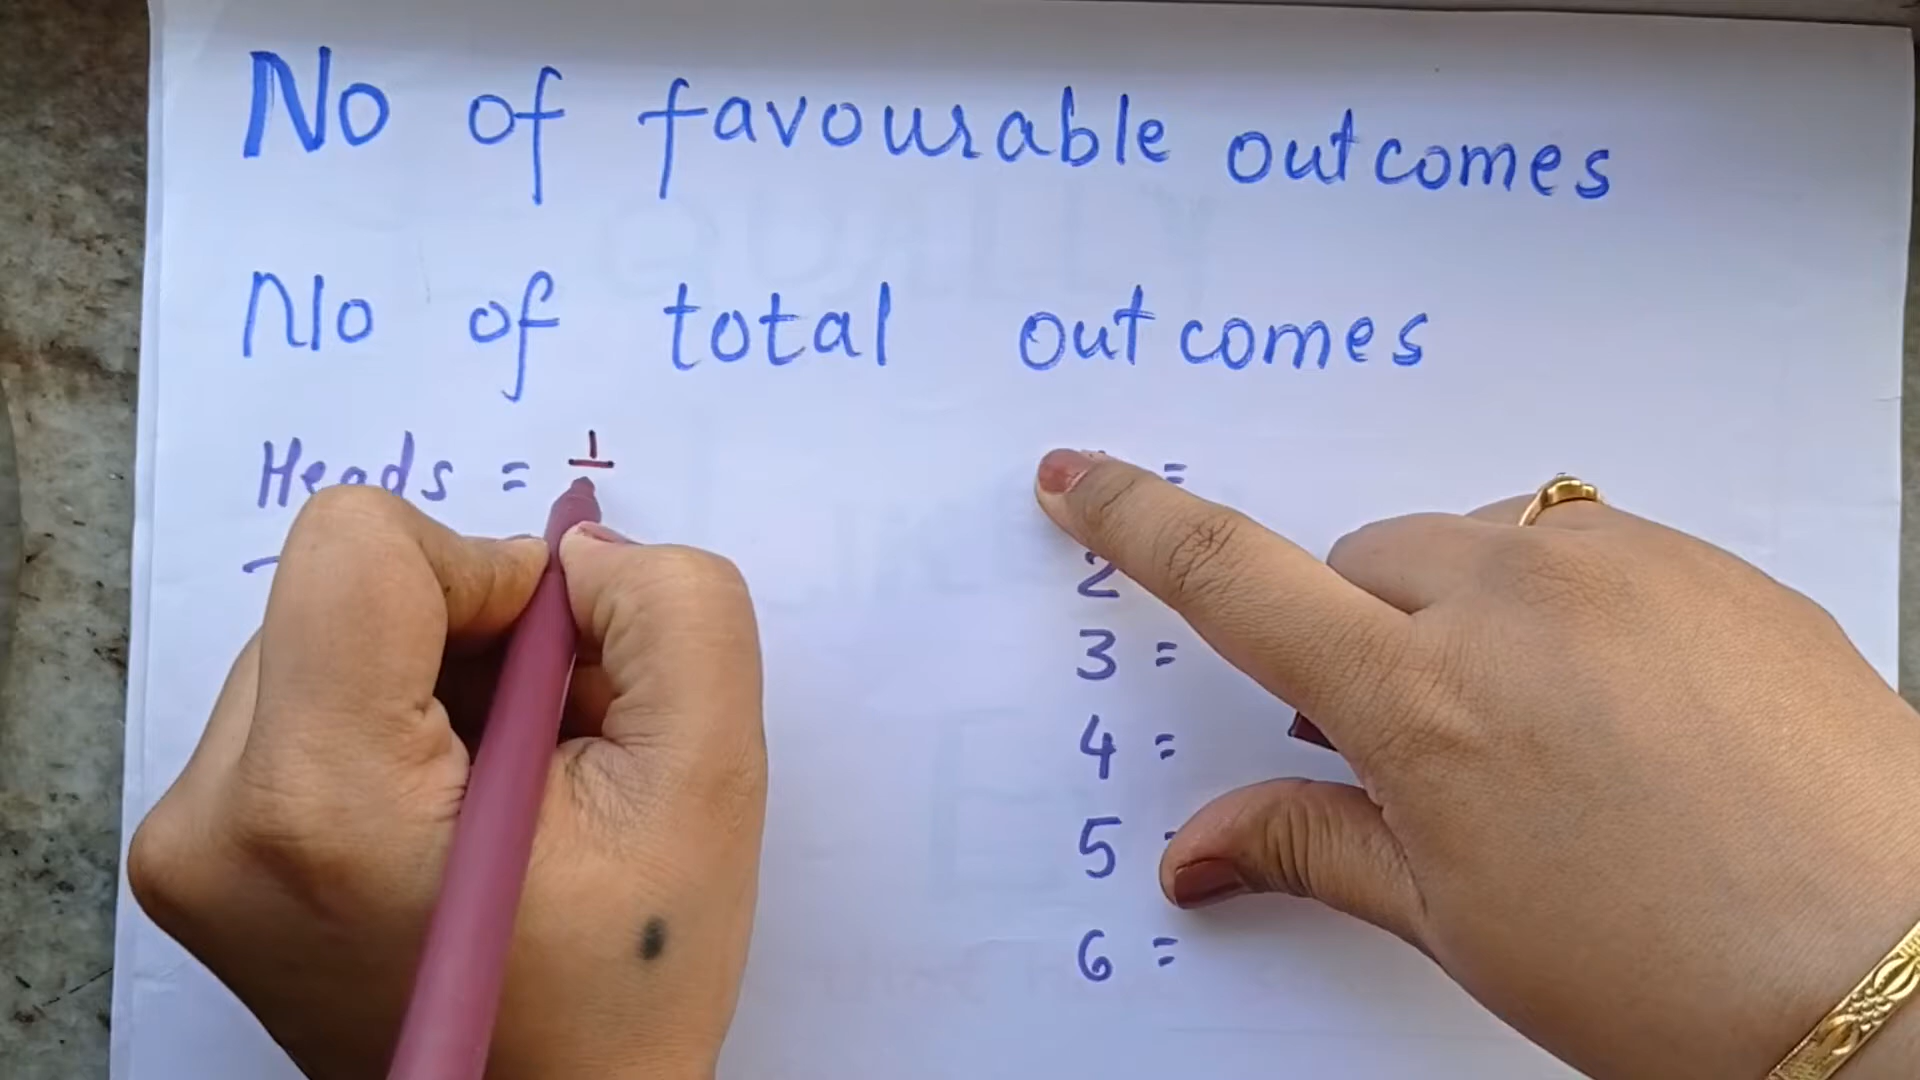 No of favourable outcomes
No of total outcomes
Heads = 1
=
2
3 =
4 =
5
6 =